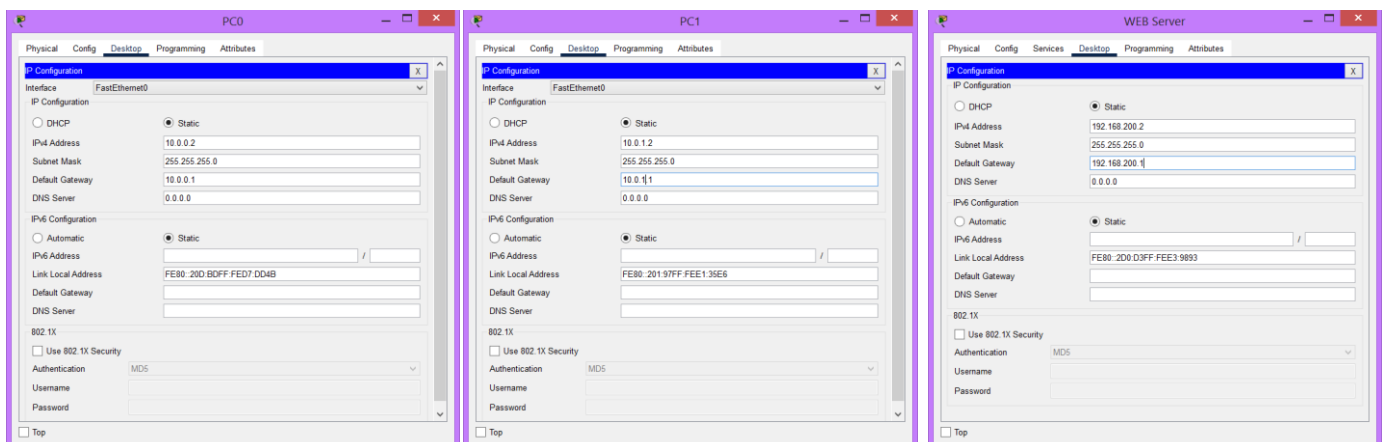 PC0
Physical Config Desktop Programming Attributes
IP Configuration X
Interface FastEthernet0
IP Configuration
DHCP Static
IPv4 Address 10.0.0.2
Subnet Mask 255.255.255.0
Default Gateway 10.0.0.1
DNS Server 0.0.0.0
IPv6 Configuration
Automatic Static
IPv6 Address /
Link Local Address FE80::20D:BDFF:FED7:DD4B
Default Gateway
DNS Server
802.1X
Use 802.1X Security
Authentication MD5
Username
Password
Top
PC1
Physical Config Desktop Programming Attributes
IP Configuration X
Interface FastEthernet0
IP Configuration
DHCP Static
IPv4 Address 10.0.1.2
Subnet Mask 255.255.255.0
Default Gateway 10.0.1.1
DNS Server 0.0.0.0
IPv6 Configuration
Automatic Static
IPv6 Address /
Link Local Address FE80::201:97FF:FEE1:35E6
Default Gateway
DNS Server
802.1X
Use 802.1X Security
Authentication MD5
Username
Password
Top
WEB Server
Physical Config Services Desktop Programming Attributes
IP Configuration X
IP Configuration
DHCP Static
IPv4 Address 192.168.200.2
Subnet Mask 255.255.255.0
Default Gateway 192.168.200.1
DNS Server 0.0.0.0
IPv6 Configuration
Automatic Static
IPv6 Address /
Link Local Address FE80::2D0:D3FF:FEE3:9893
Default Gateway
DNS Server
802.1X
Use 802.1X Security
Authentication MD5
Username
Password
Top